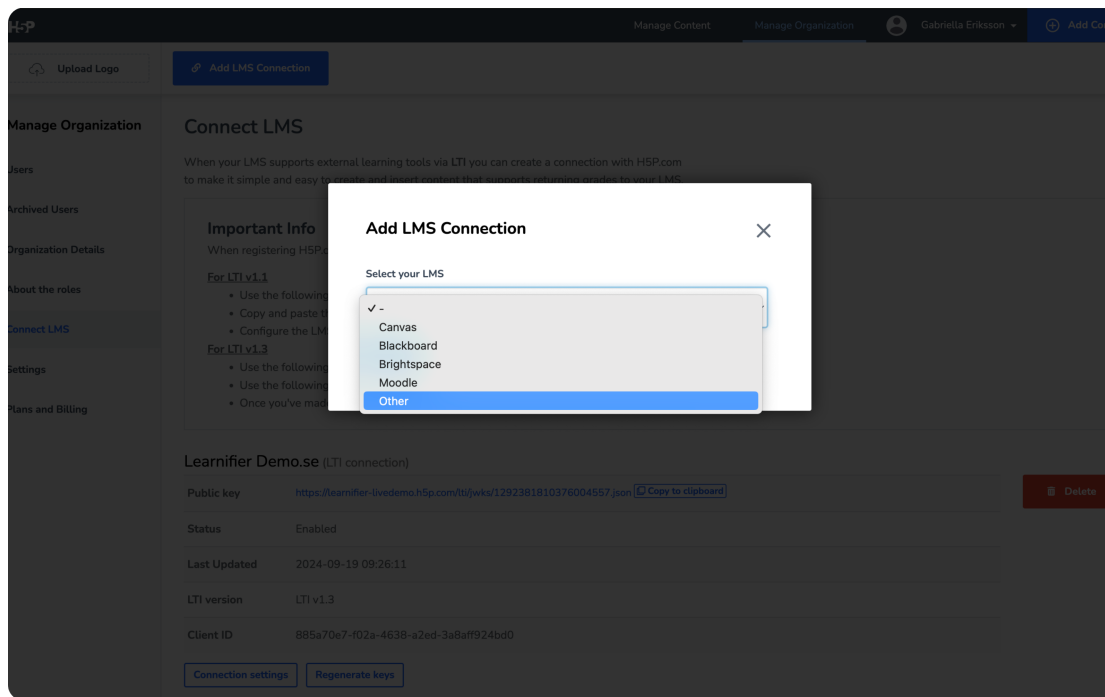 H5P
Manage Content
Manage Organization
Gabriella Eriksson
Upload Logo
Add LMS Connection
Manage Organization
Users
Archived Users
Organization Details
About the roles
Connect LMS
Settings
Plans and Billing
Connect LMS
When your LMS supports external learning tools via LTI you can create a connection with H5P.com
to make it simple and easy to create and insert content that supports returning grades to your LMS.
Important Info
When registering
For LTI v1.1
Use the following
Copy and paste
Configure the
For LTI v1.3
Use the following
Use the following
Once you've
Add LMS Connection
Select your LMS
✓ -
Canvas
Blackboard
Brightspace
Moodle
Other
Learnifier Demo.se (LTI connection)
Public key https://learnifier-livedemo.h5p.com/lti/jwks/1292381810376004557.json Copy to clipboard
Delete
Status Enabled
Last Updated 2024-09-19 09:26:11
LTI version LTI v1.3
Client ID 885a70e7-f02a-4638-a2ed-3a8aff924bd0
Connection settings
Regenerate keys